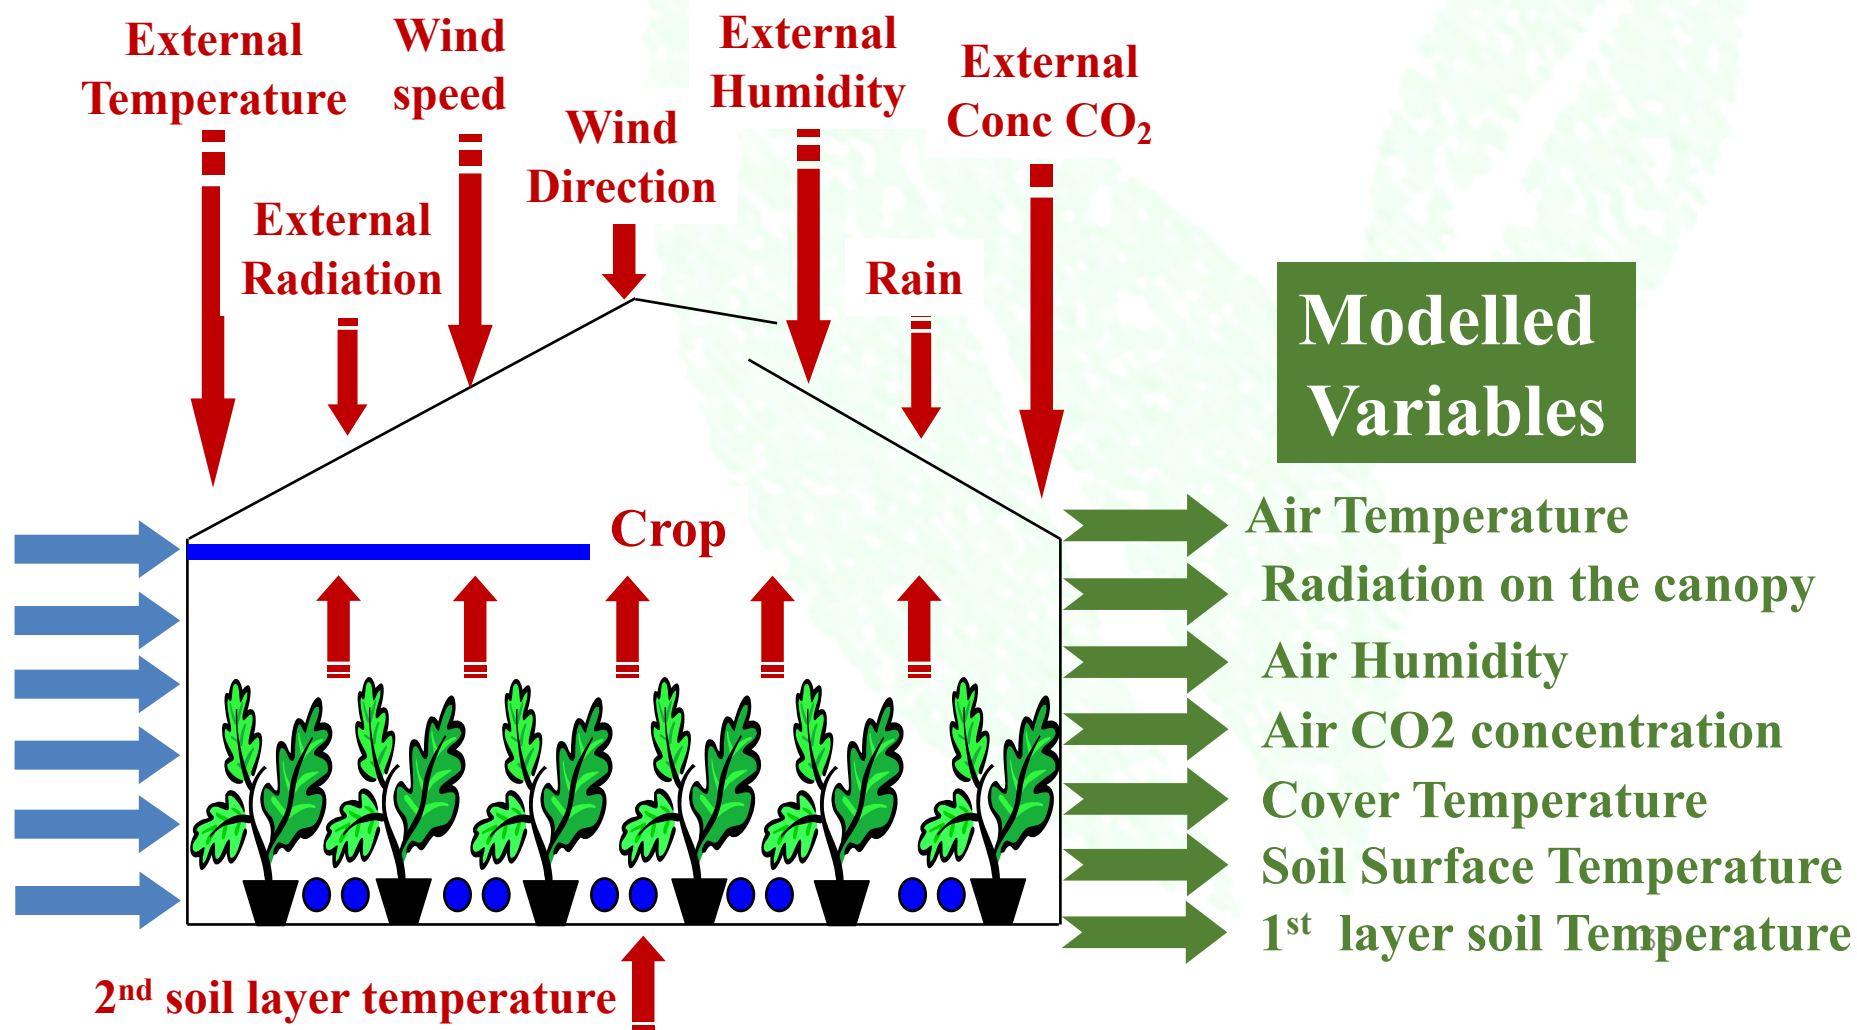 External
Temperature
Wind
speed
Wind
Direction
External
Humidity
External
Conc CO₂
External
Radiation
Rain
Modelled
Variables
Crop
Air Temperature
Radiation on the canopy
Air Humidity
Air CO2 concentration
Cover Temperature
Soil Surface Temperature
1st layer soil Temperature
2nd soil layer temperature